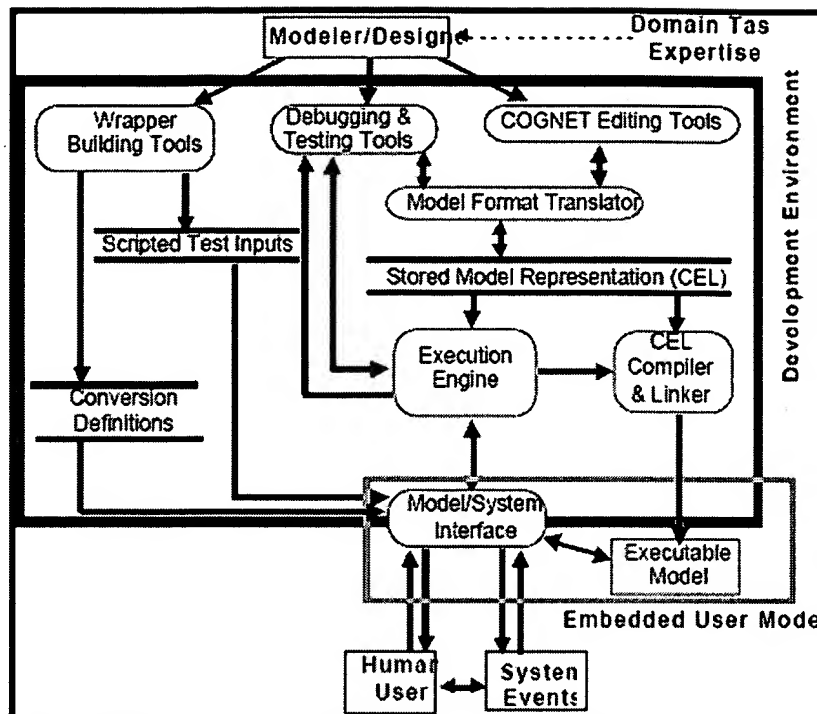 Modeler/Designe
Domain Tas
Expertise
Wrapper
Building Tools
Debugging &
Testing Tools
COGNET Editing Tools
Model Format Translator
Scripted Test Inputs
Stored Model Representation (CEL)
Execution
Engine
CEL
Compiler
& Linker
Conversion
Definitions
Model/System
Interface
Executable
Model
Embedded User Mode
Human
User
System
Events
Development Environment